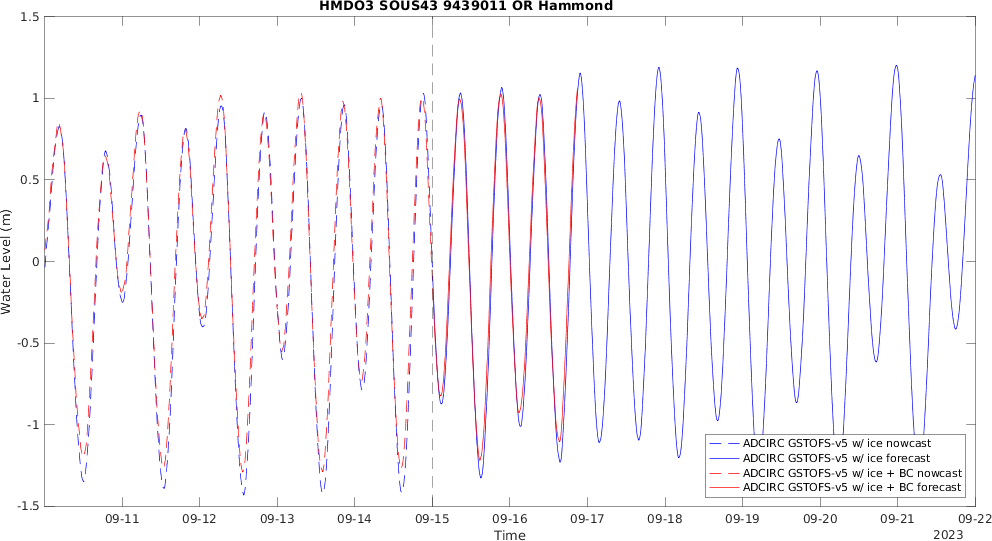 HMDO3 SOUS43 9439011 OR Hammond
1.5
1
0.5
0
-0.5
-1
-1.5
Water Level (m)
ADCIRC GSTOFS-v5 w/ ice nowcast
ADCIRC GSTOFS-v5 w/ ice forecast
ADCIRC GSTOFS-v5 w/ ice + BC nowcast
ADCIRC GSTOFS-v5 w/ ice + BC forecast
09-11 09-12 09-13 09-14 09-15 09-16 09-17 09-18 09-19 09-20 09-21 09-22
Time
2023